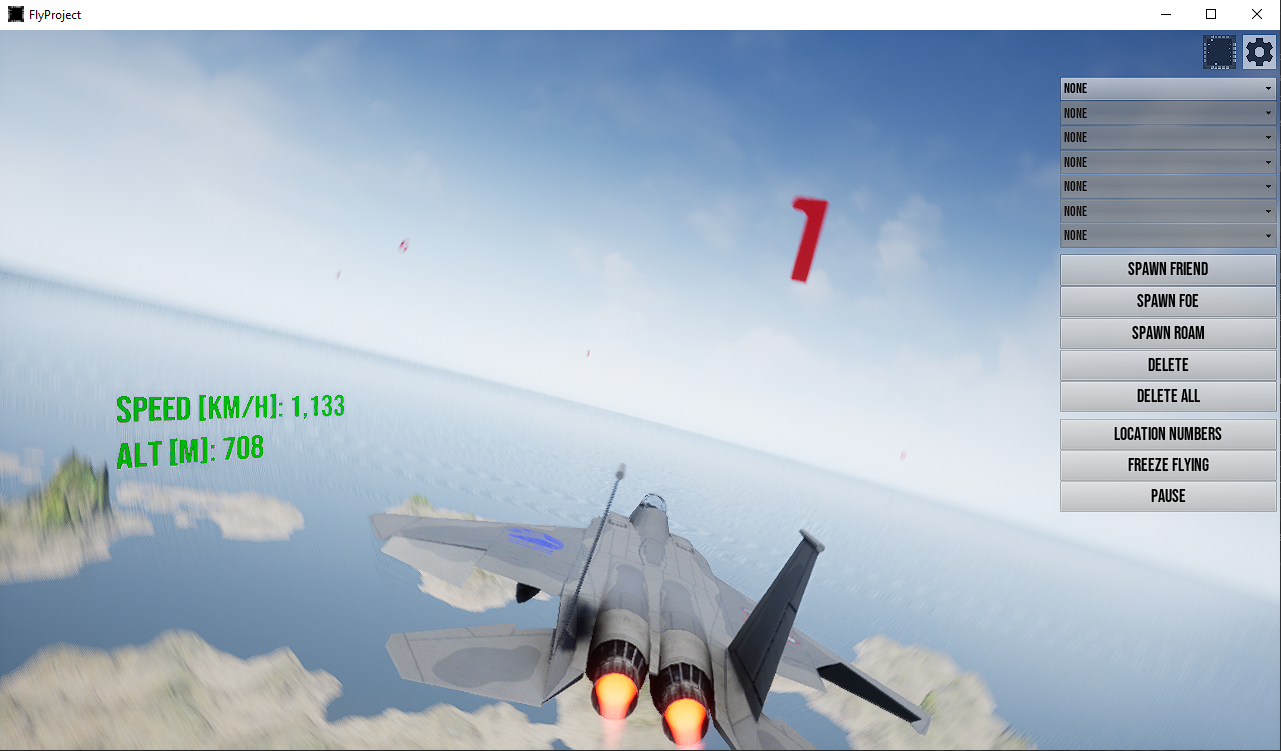 FlyProject
NONE
NONE
NONE
NONE
NONE
NONE
NONE
1
SPAWN FRIEND
SPAWN FOE
SPAWN ROAM
DELETE
DELETE ALL
SPEED [KM/H]: 1,133
ALT [M]: 708
LOCATION NUMBERS
FREEZE FLYING
PAUSE